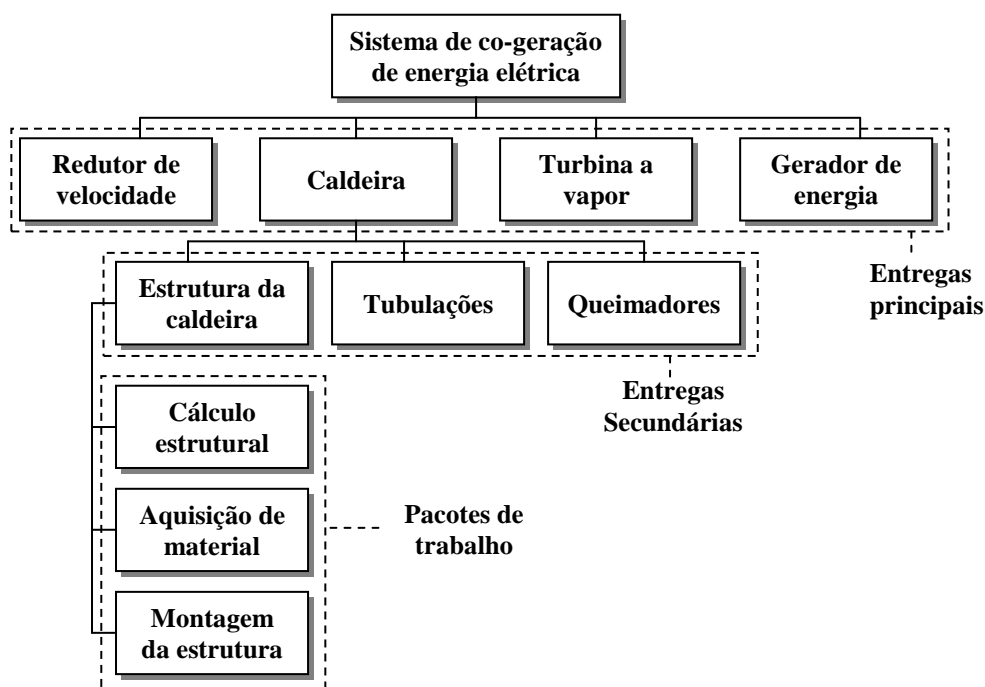 Sistema de co-geração
de energia elétrica
Redutor de
velocidade
Caldeira
Turbina a
vapor
Gerador de
energia
Entregas
principais
Estrutura da
caldeira
Tubulações
Queimadores
Entregas
Secundárias
Cálculo
estrutural
Aquisição de
material
Pacotes de
trabalho
Montagem
da estrutura